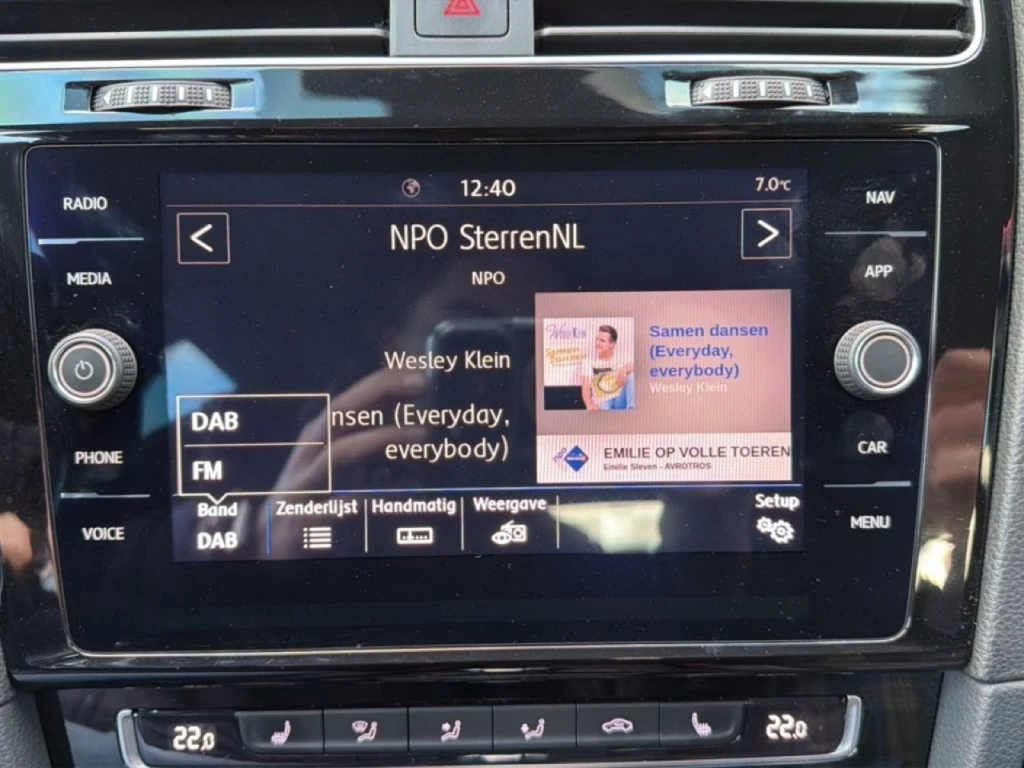 12:40
7.0°C
RADIO
NAV
<
NPO SterrenNL
>
NPO
MEDIA
APP
Wesley Klein
nsen (Everyday,
everybody)
Samen dansen
(Everyday,
everybody)
Wesley Klein
EMILIE OP VOLLE TOEREN
Emilie Sleven - AVROTROS
DAB
FM
PHONE
CAR
VOICE
MENU
Band
DAB
Zenderlijst
Handmatig
Weergave
Setup
22.0
22.0